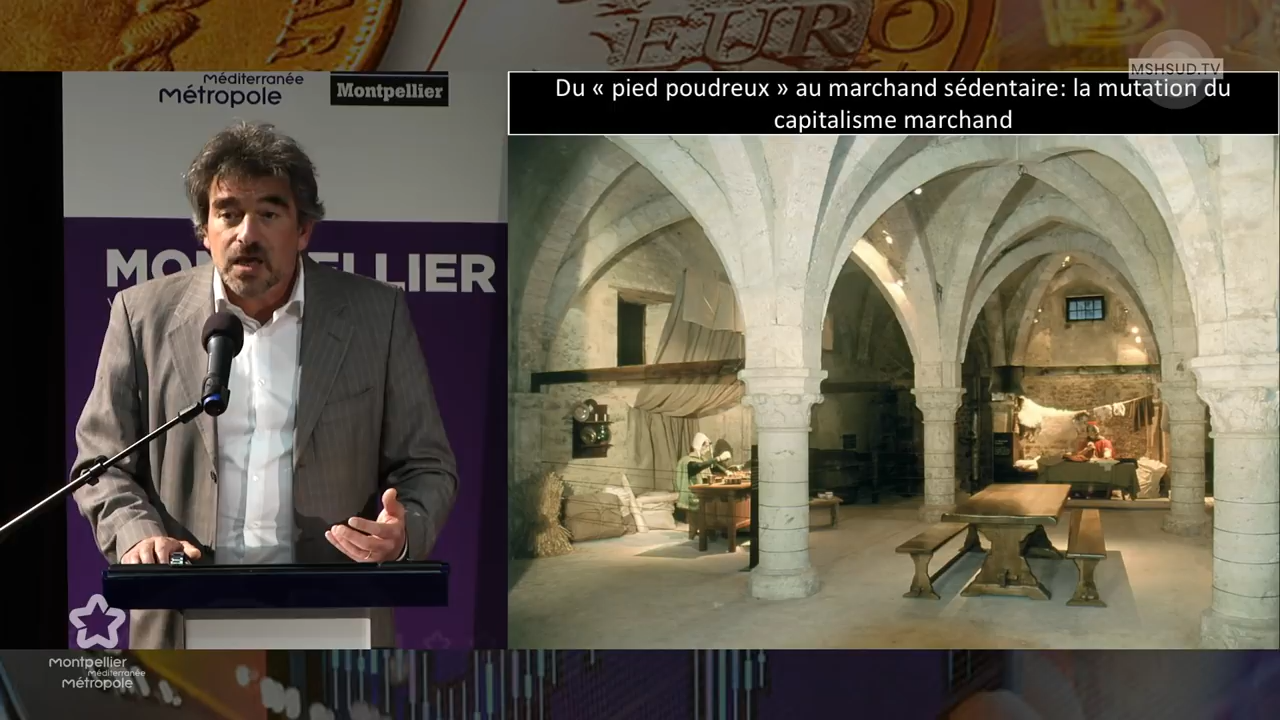 EURO
MSHSUD.TV
méditerranée
métropole
Montpellier
Du « pied poudreux » au marchand sédentaire: la mutation du
capitalisme marchand
LLIER
montpellier
méditerranée
métropole